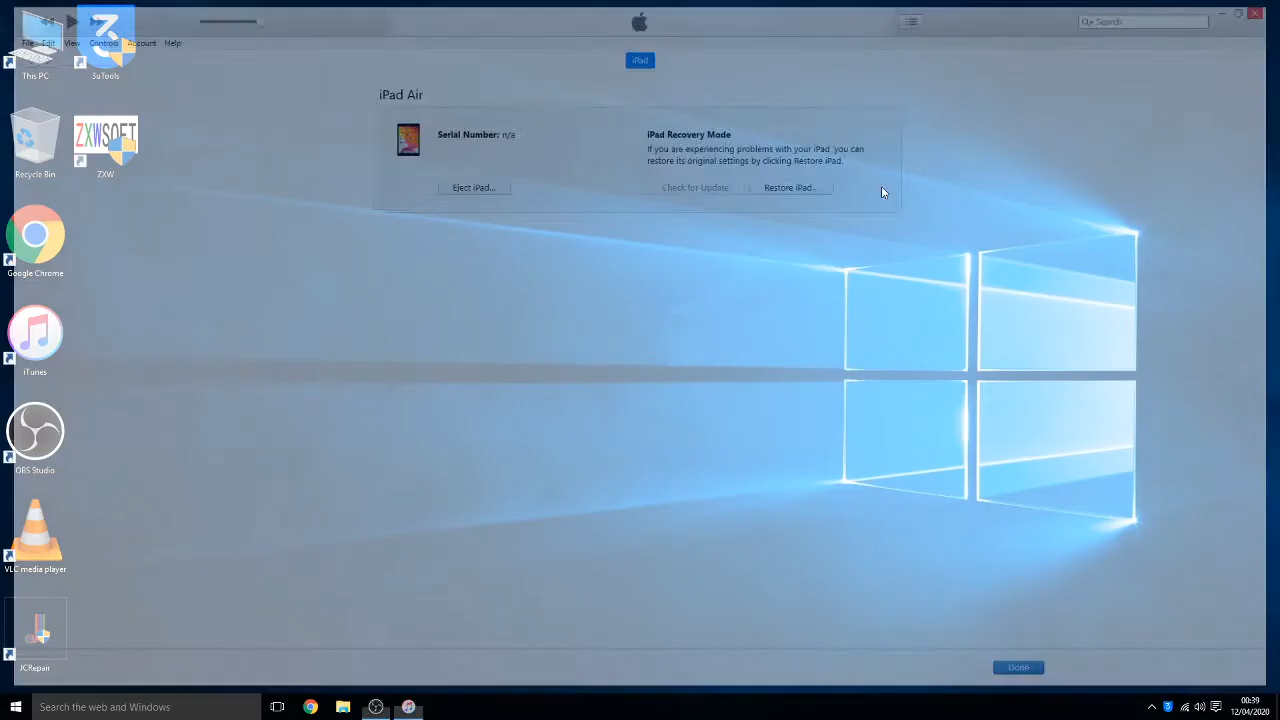 Search
File Edit View Controls Account Help
This PC
3uTools
iPad
iPad Air
Serial Number: n/a
iPad Recovery Mode
If you are experiencing problems with your iPad, you can
restore its original settings by clicking Restore iPad.
Eject iPad...
Check for Update
Restore iPad...
ZXWSOFT
Recycle Bin
ZXW
Google Chrome
iTunes
OBS Studio
VLC media player
JCRepair
Done
Search the web and Windows
00:39
12/04/2020